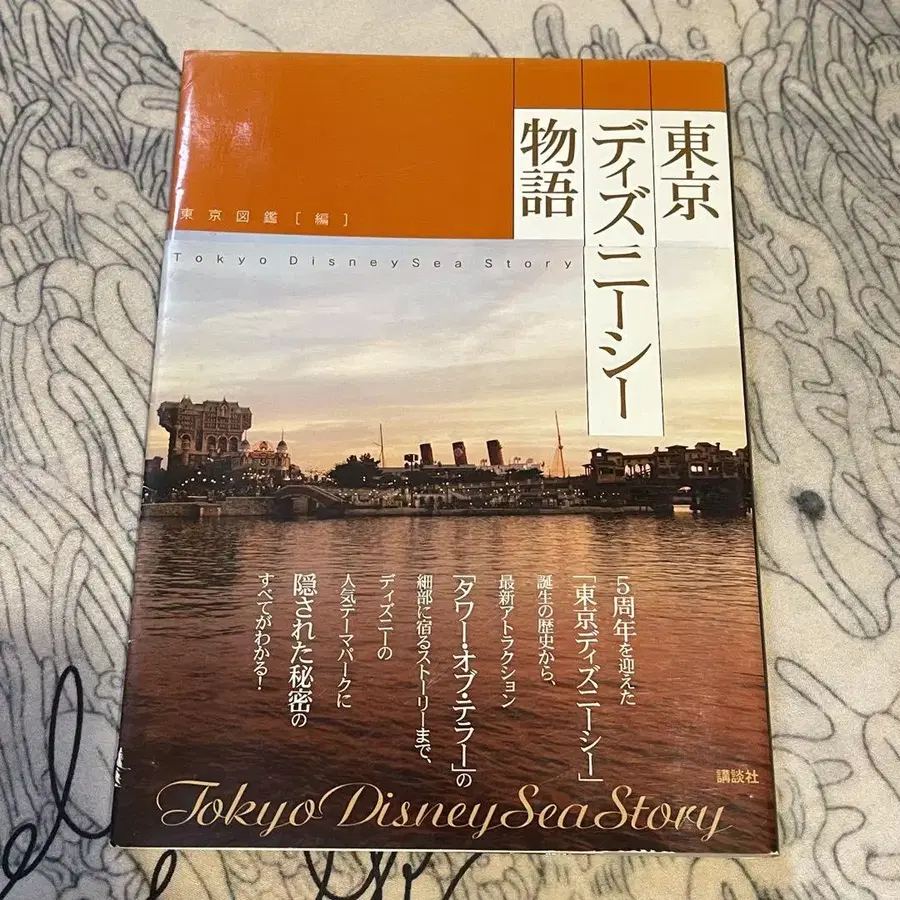 東京
ディズニーシー
物語
東京図鑑[編]
Tokyo DisneySea Story
5周年を迎えた
「東京ディズニーシー」
誕生の歴史から、
最新アトラクション
「タワー・オブ・テラー」の
細部に宿るストーリーまで、
ディズニーの
人気テーマパークに
隠された秘密の
すべてがわかる!
講談社
Tokyo DisneySea Story